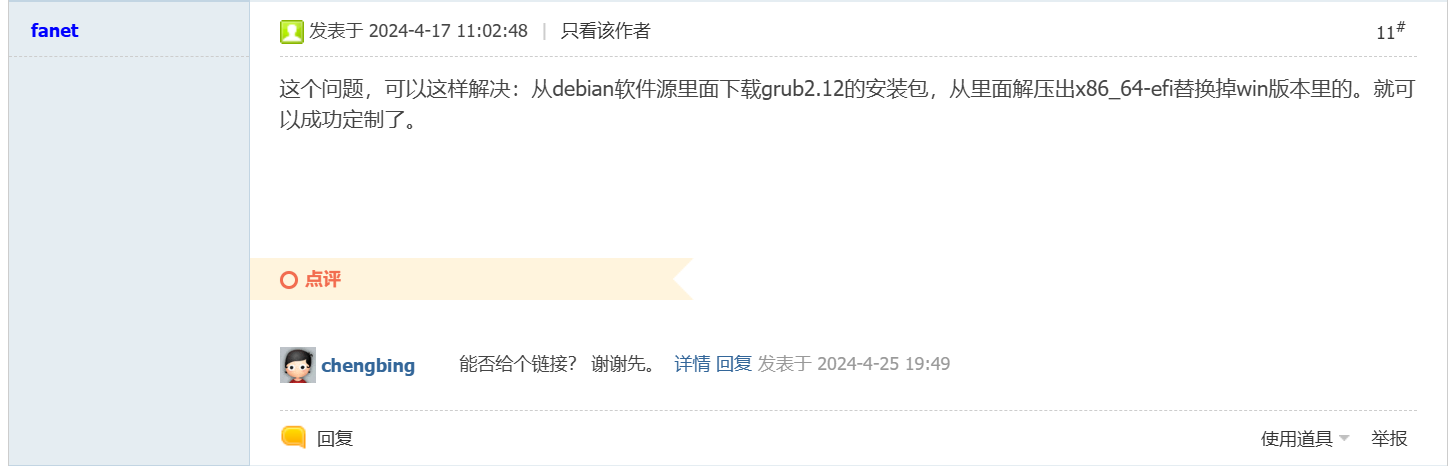 fanet
发表于 2024-4-17 11:02:48 | 只看该作者
11#
这个问题，可以这样解决：从debian软件源里面下载grub2.12的安装包，从里面解压出x86_64-efi替换掉win版本里的。就可
以成功定制了。
点评
chengbing 能否给个链接？ 谢谢先。 详情 回复 发表于 2024-4-25 19:49
回复
使用道具 举报